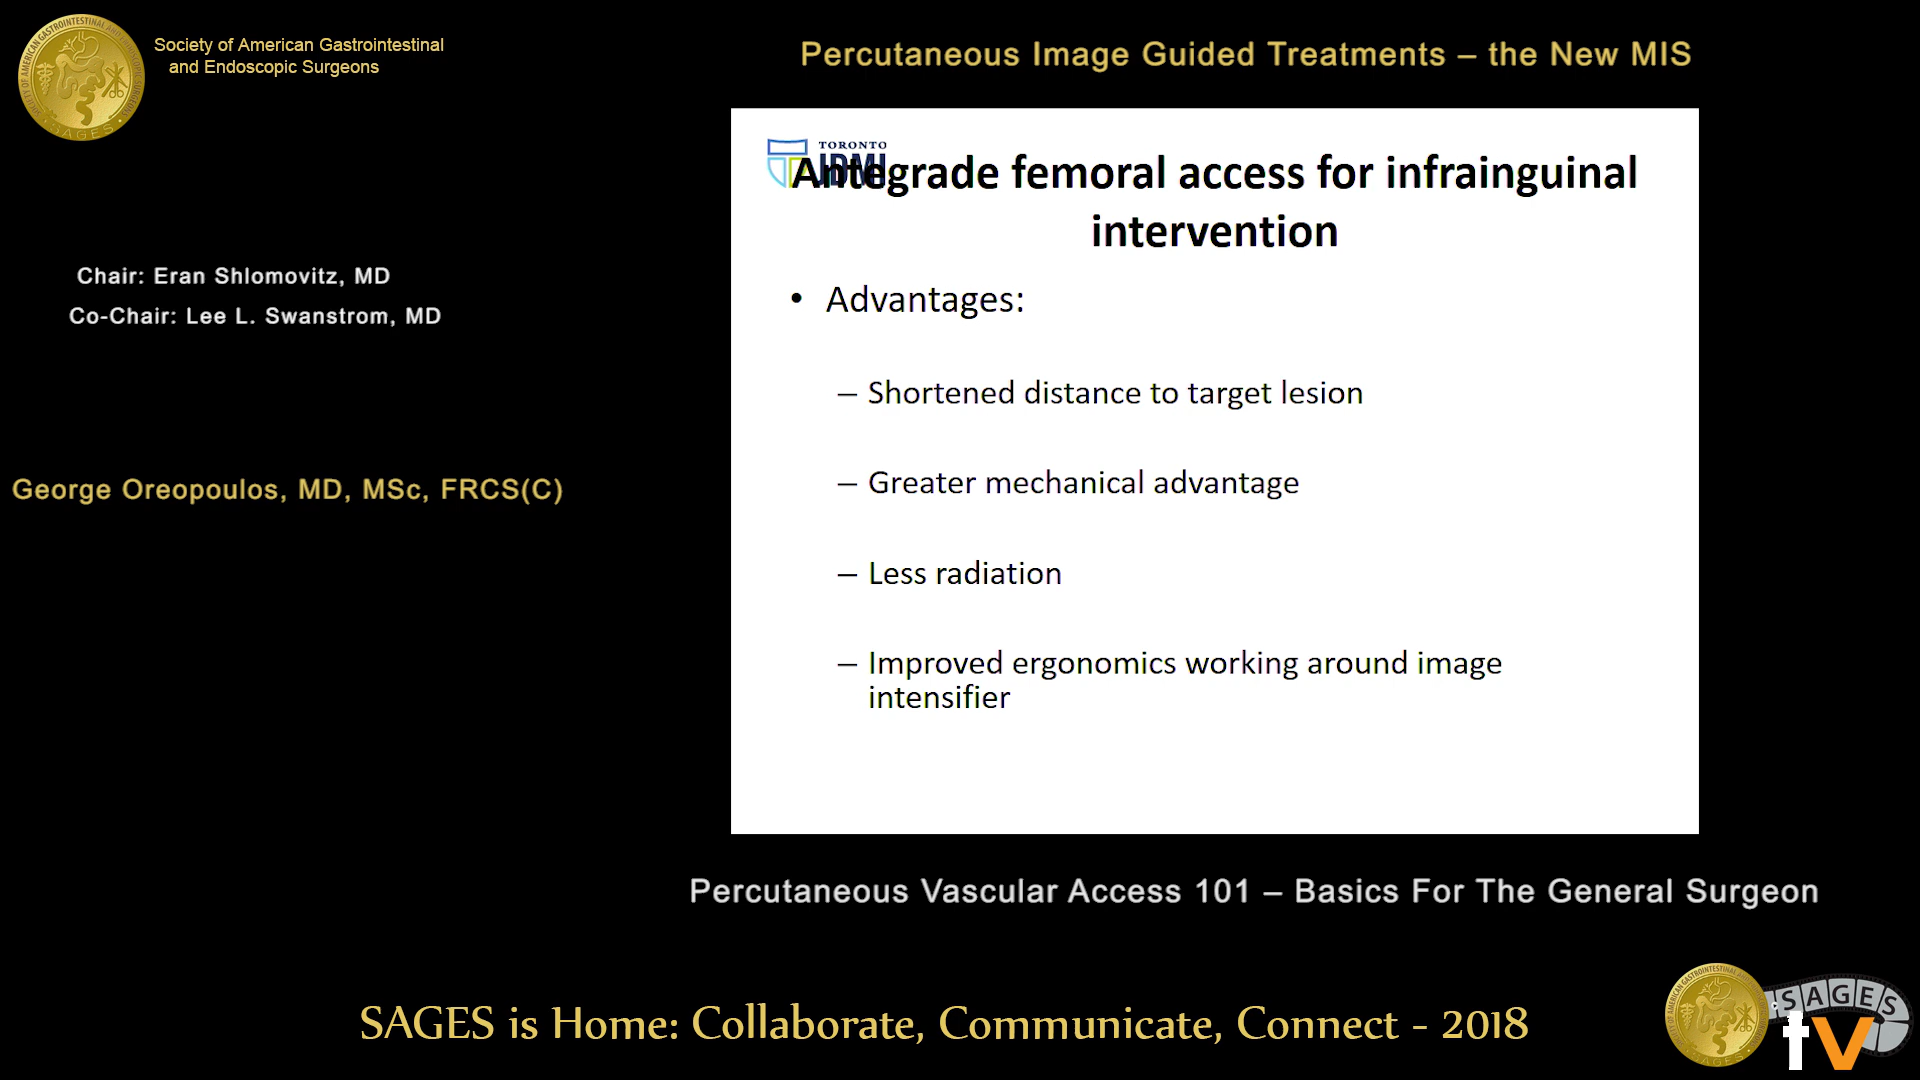 Society of American Gastrointestinal
and Endoscopic Surgeons
Percutaneous Image Guided Treatments – the New MIS
Chair: Eran Shlomovitz, MD
Co-Chair: Lee L. Swanstrom, MD
George Oreopoulos, MD, MSc, FRCS(C)
TORONTO
JDMI
Antegrade femoral access for infrainguinal
intervention
• Advantages:
– Shortened distance to target lesion
– Greater mechanical advantage
– Less radiation
– Improved ergonomics working around image
intensifier
Percutaneous Vascular Access 101 – Basics For The General Surgeon
SAGES is Home: Collaborate, Communicate, Connect - 2018
SAGES
tv